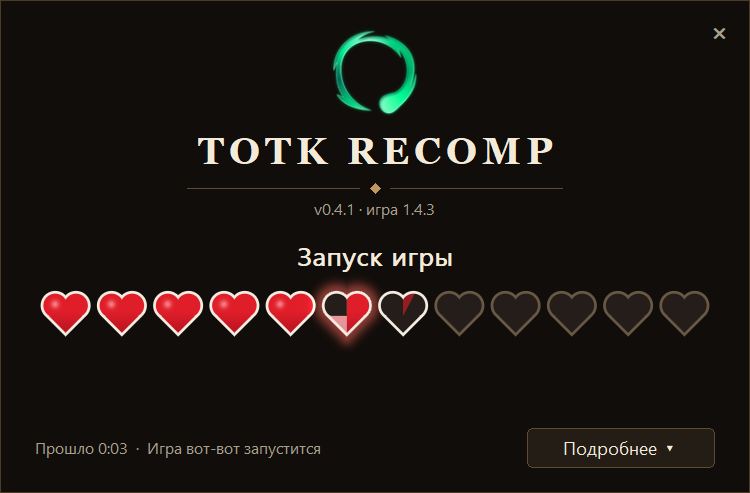 TOTK RECOMP
v0.4.1 · игра 1.4.3
Запуск игры
Прошло 0:03 · Игра вот-вот запустится
Подробнее